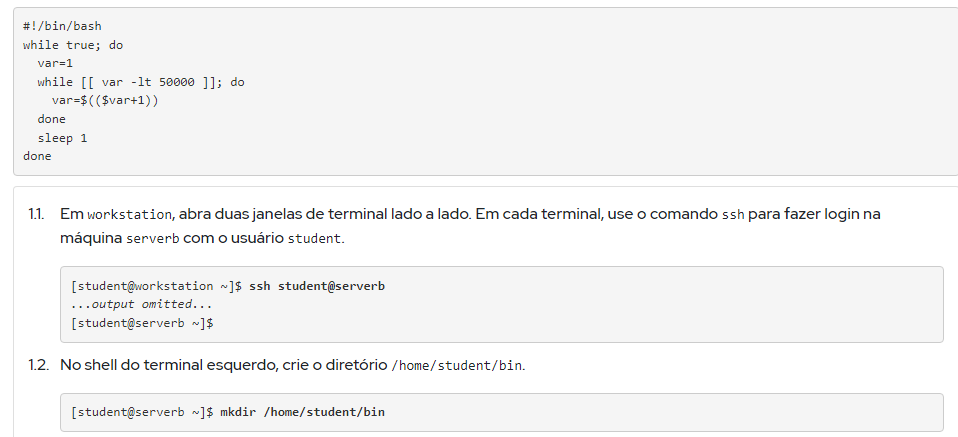 #!/bin/bash
while true; do
  var=1
  while [[ var -lt 50000 ]]; do
    var=$(($var+1))
  done
  sleep 1
done
1.1. Em workstation, abra duas janelas de terminal lado a lado. Em cada terminal, use o comando ssh para fazer login na
máquina serverb com o usuário student.
[student@workstation ~]$ ssh student@serverb
...output omitted...
[student@serverb ~]$
1.2. No shell do terminal esquerdo, crie o diretório /home/student/bin.
[student@serverb ~]$ mkdir /home/student/bin